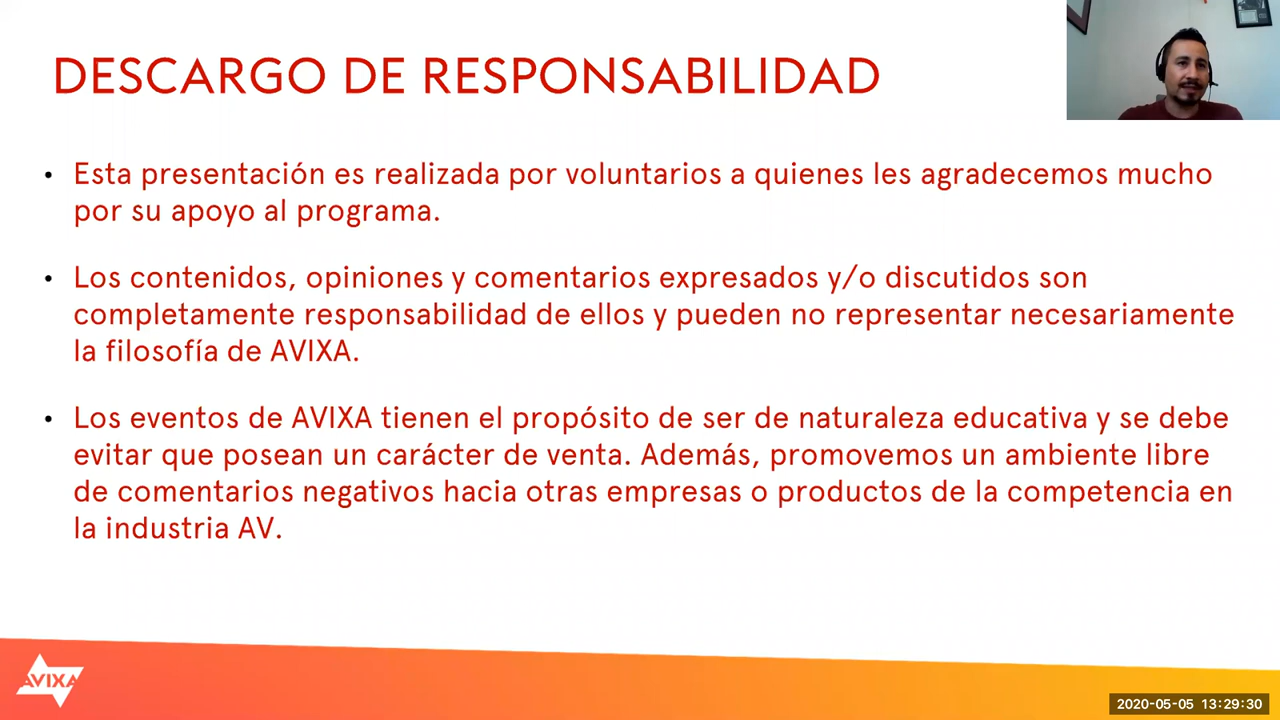 DESCARGO DE RESPONSABILIDAD
• Esta presentación es realizada por voluntarios a quienes les agradecemos mucho
por su apoyo al programa.
• Los contenidos, opiniones y comentarios expresados y/o discutidos son
completamente responsabilidad de ellos y pueden no representar necesariamente
la filosofía de AVIXA.
• Los eventos de AVIXA tienen el propósito de ser de naturaleza educativa y se debe
evitar que posean un carácter de venta. Además, promovemos un ambiente libre
de comentarios negativos hacia otras empresas o productos de la competencia en
la industria AV.
AVIXA
2020-05-05 13:29:30